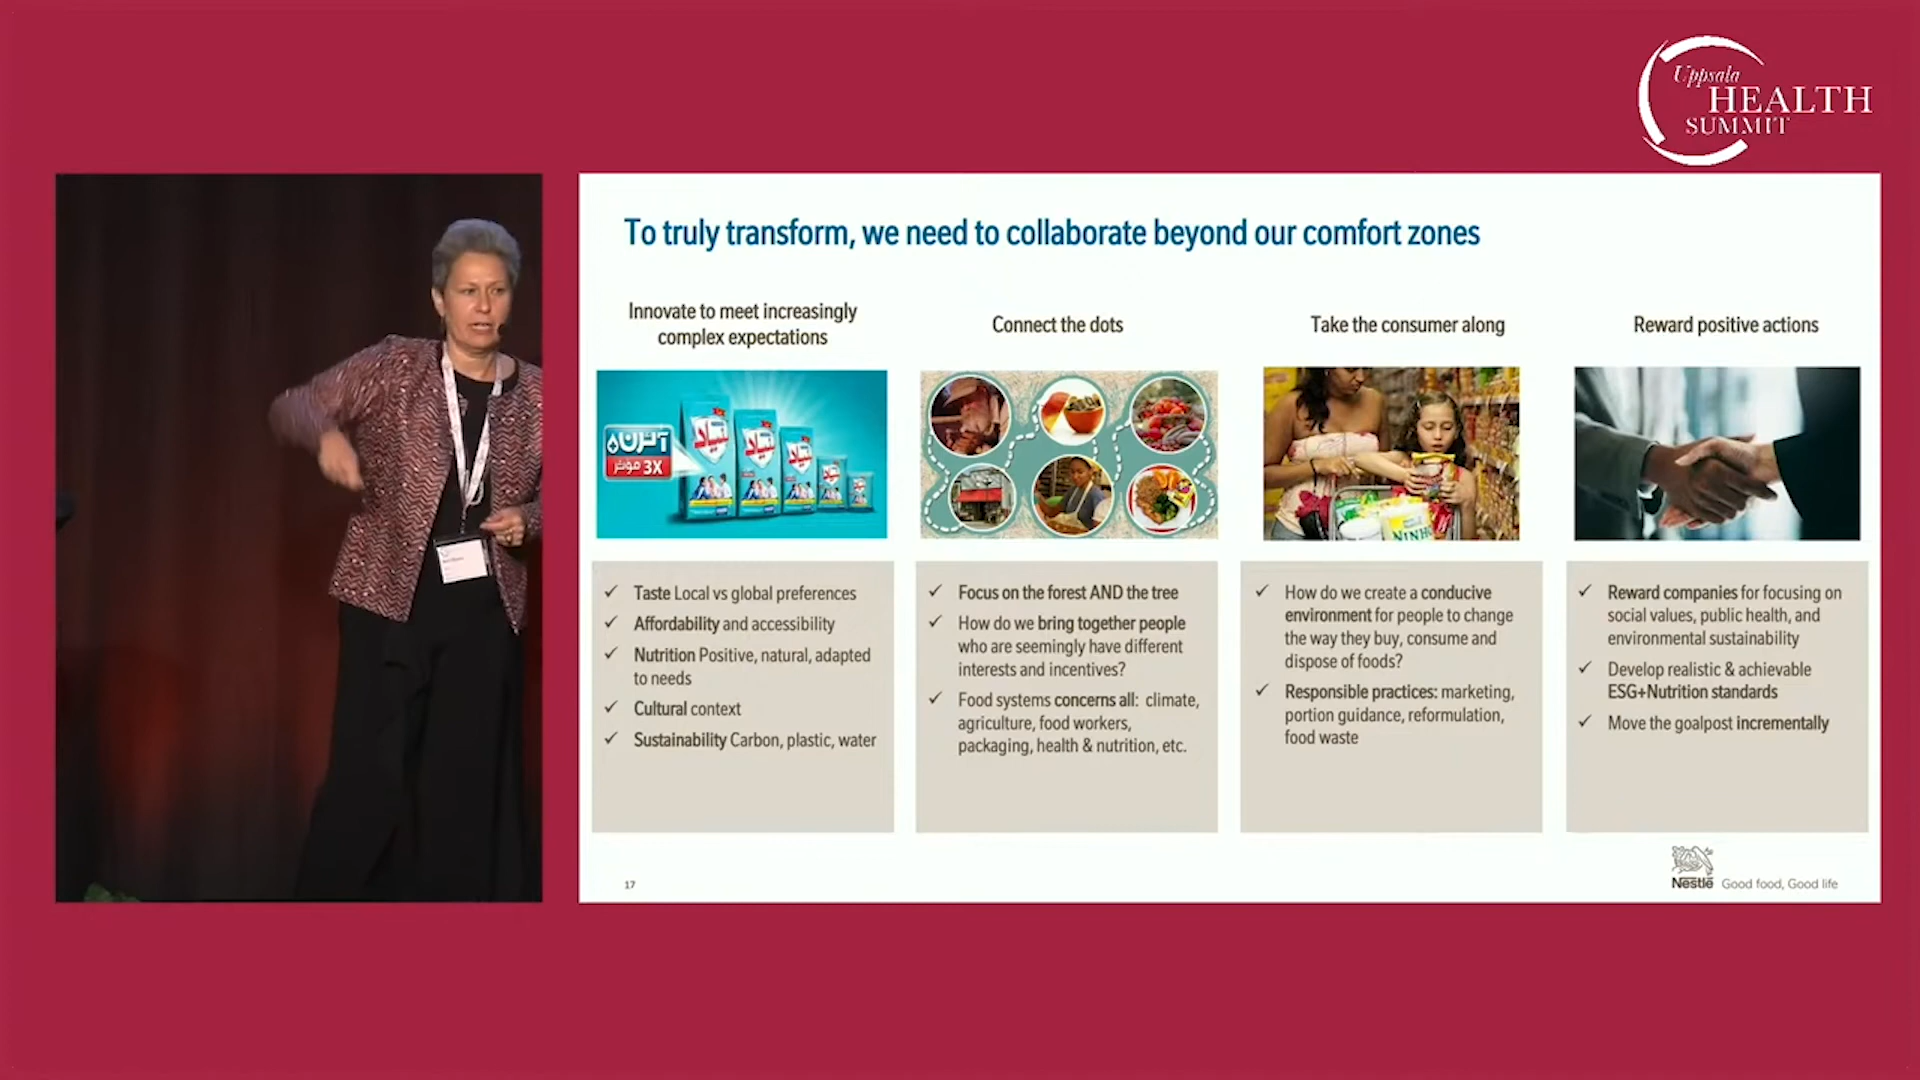 Uppsala
HEALTH
SUMMIT
To truly transform, we need to collaborate beyond our comfort zones
Innovate to meet increasingly
complex expectations
آئرن
3X مؤثر
بنیاد
بنیاد
بنیاد
✓ Taste Local vs global preferences
✓ Affordability and accessibility
✓ Nutrition Positive, natural, adapted
to needs
✓ Cultural context
✓ Sustainability Carbon, plastic, water
Connect the dots
✓ Focus on the forest AND the tree
✓ How do we bring together people
who are seemingly have different
interests and incentives?
✓ Food systems concerns all: climate,
agriculture, food workers,
packaging, health & nutrition, etc.
Take the consumer along
NINHO
✓ How do we create a conducive
environment for people to change
the way they buy, consume and
dispose of foods?
✓ Responsible practices: marketing,
portion guidance, reformulation,
food waste
Reward positive actions
✓ Reward companies for focusing on
social values, public health, and
environmental sustainability
✓ Develop realistic & achievable
ESG+Nutrition standards
✓ Move the goalpost incrementally
17
Nestlé Good food, Good life